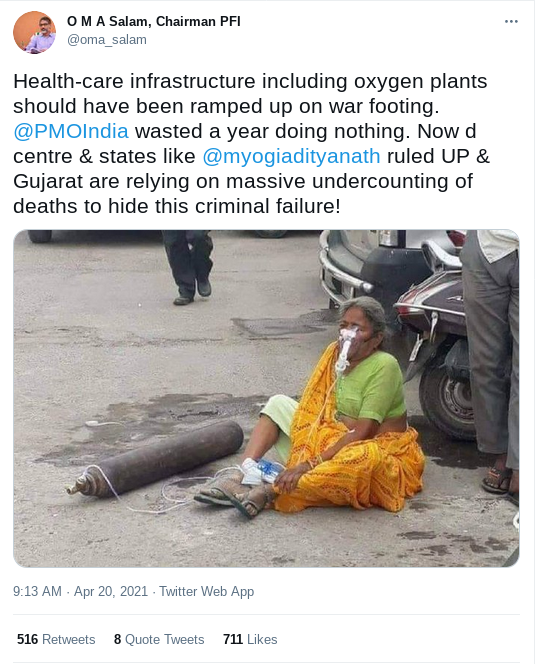 O M A Salam, Chairman PFI
@oma_salam
Health-care infrastructure including oxygen plants
should have been ramped up on war footing.
@PMOIndia wasted a year doing nothing. Now d
centre & states like @myogiadityanath ruled UP &
Gujarat are relying on massive undercounting of
deaths to hide this criminal failure!
9:13 AM · Apr 20, 2021 · Twitter Web App
516 Retweets 8 Quote Tweets 711 Likes